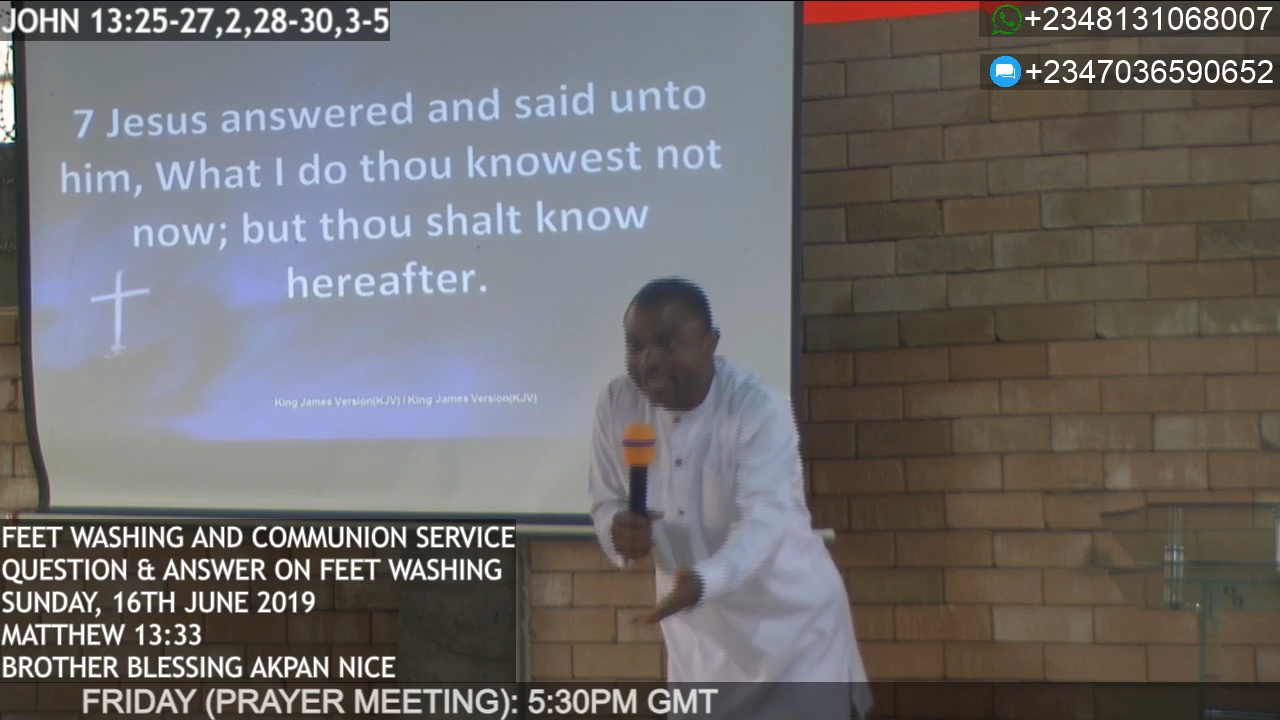 JOHN 13:25-27,2,28-30,3-5
+2348131068007
+2347036590652
7 Jesus answered and said unto
him, What I do thou knowest not
now; but thou shalt know
hereafter.
King James Version(KJV) / King James Version(KJV)
FEET WASHING AND COMMUNION SERVICE
QUESTION & ANSWER ON FEET WASHING
SUNDAY, 16TH JUNE 2019
MATTHEW 13:33
BROTHER BLESSING AKPAN NICE
FRIDAY (PRAYER MEETING): 5:30PM GMT